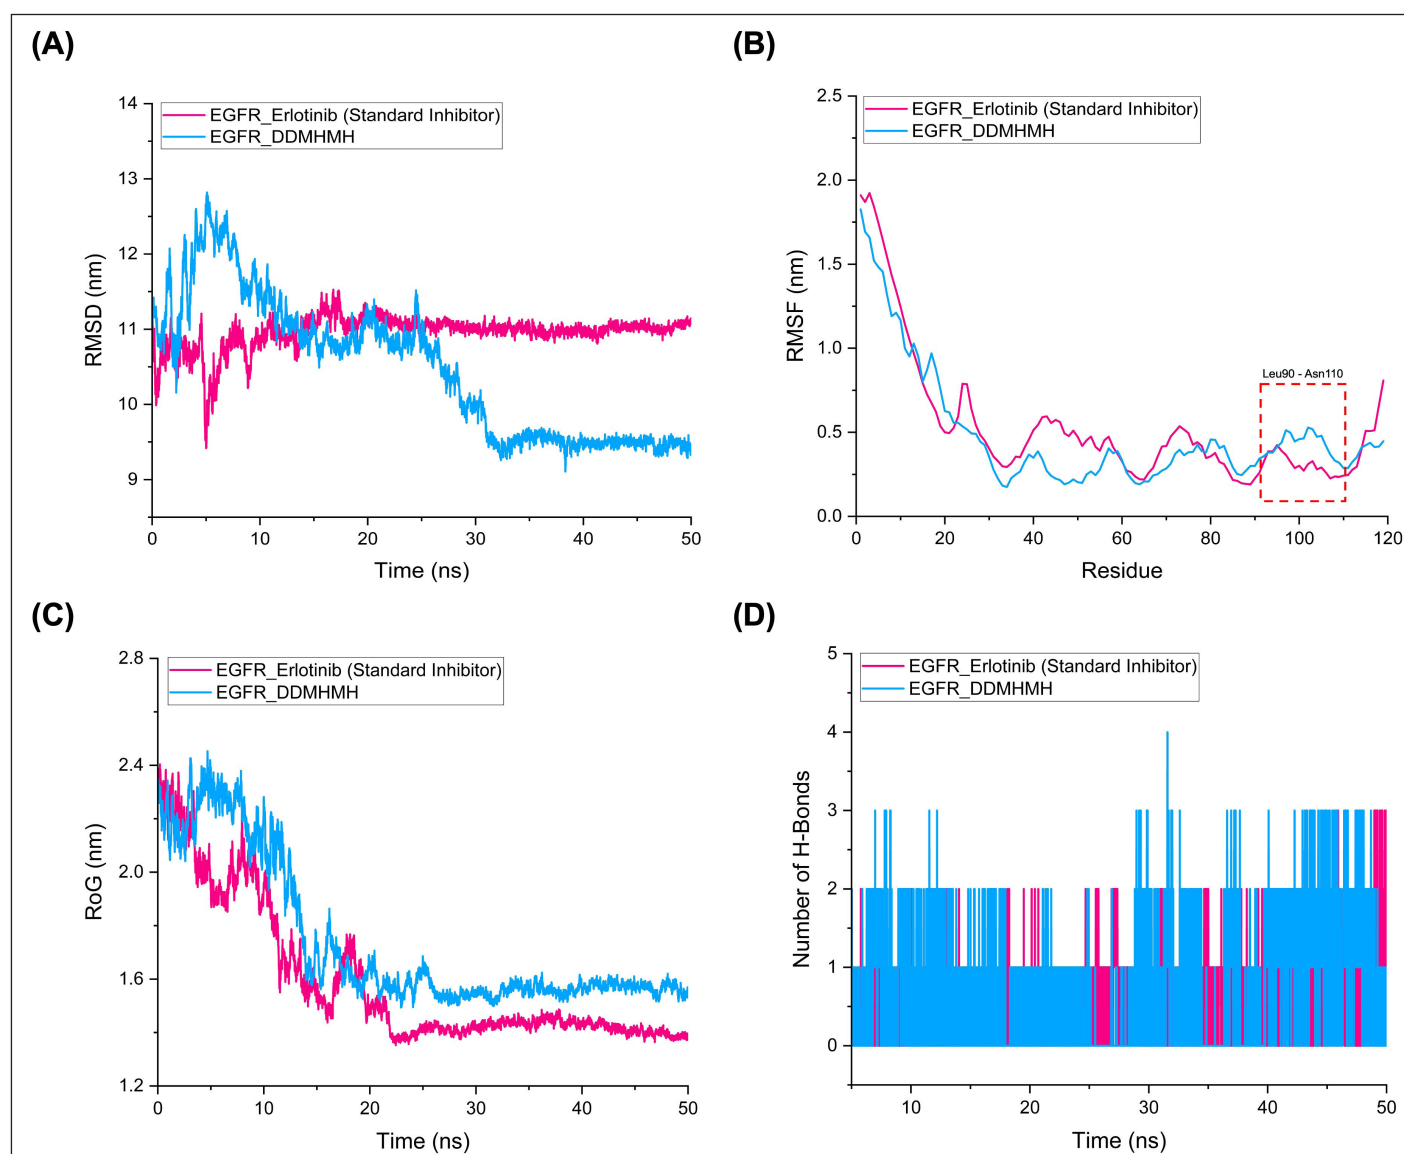 (A)
EGFR_Erlotinib (Standard Inhibitor)
EGFR_DDMHMH
14
13
12
11
10
9
RMSD (nm)
0 10 20 30 40 50
Time (ns)
(B)
EGFR_Erlotinib (Standard Inhibitor)
EGFR_DDMHMH
2.5
2.0
1.5
1.0
0.5
0.0
RMSF (nm)
Leu90 - Asn110
0 20 40 60 80 100 120
Residue
(C)
EGFR_Erlotinib (Standard Inhibitor)
EGFR_DDMHMH
2.8
2.4
2.0
1.6
1.2
RoG (nm)
0 10 20 30 40 50
Time (ns)
(D)
EGFR_Erlotinib (Standard Inhibitor)
EGFR_DDMHMH
5
4
3
2
1
0
Number of H-Bonds
10 20 30 40 50
Time (ns)